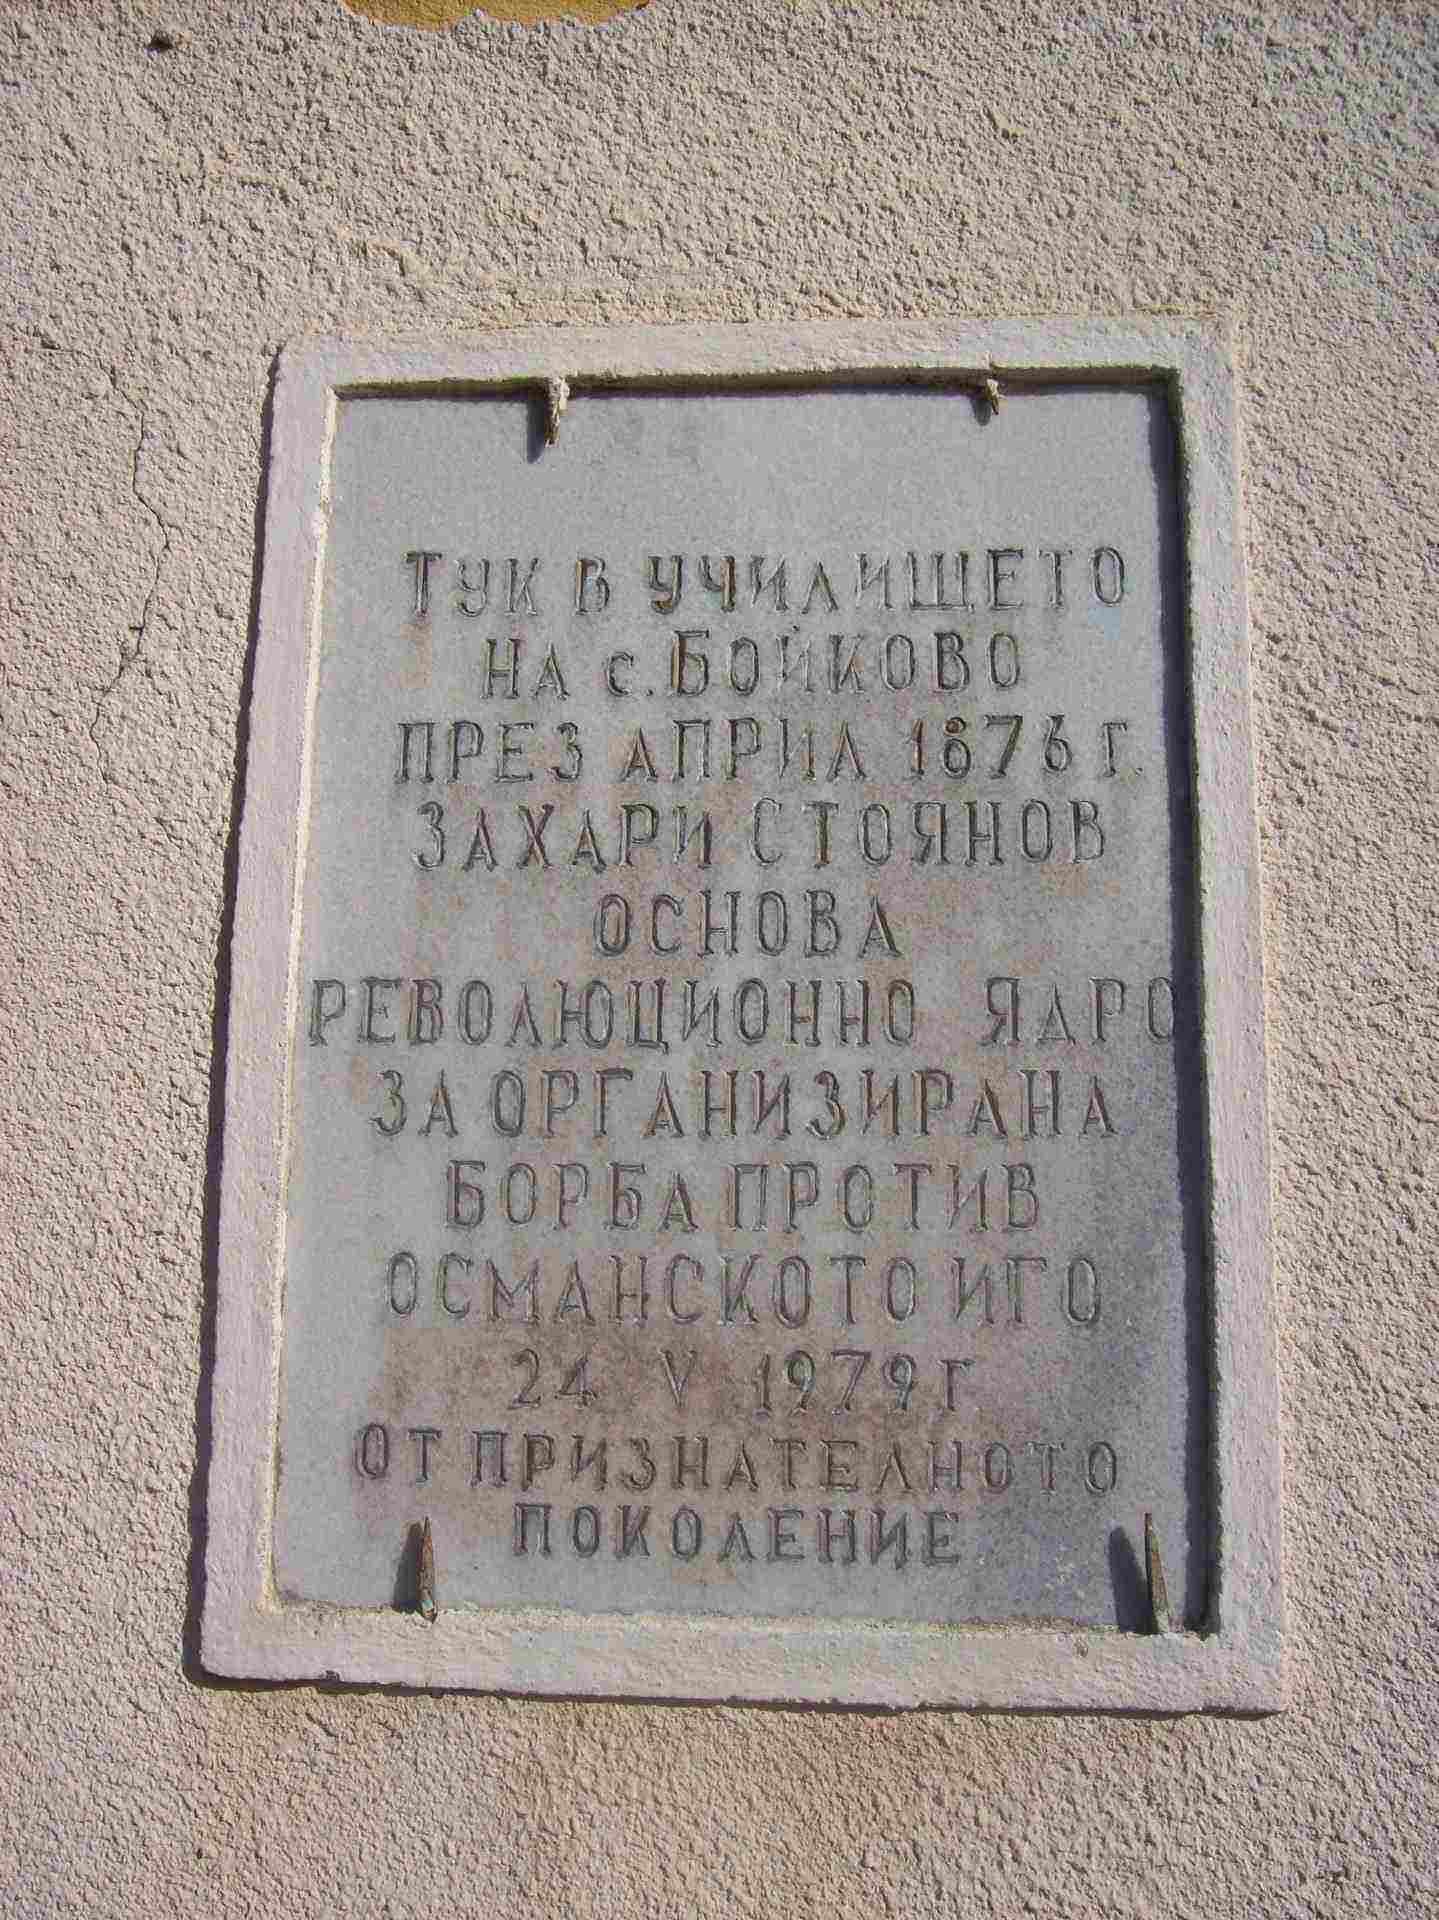 ТУК В УЧИЛИЩЕТО
НА с. БОЙКОВО
ПРЕЗ АПРИЛ 1876 г.
ЗАХАРИ СТОЯНОВ
ОСНОВА
РЕВОЛЮЦИОННО ЯДРО
ЗА ОРГАНИЗИРАНА
БОРБА ПРОТИВ
ОСМАНСКОТО ИГО
24 V 1979 г
ОТ ПРИЗНАТЕЛНОТО
ПОКОЛЕНИЕ